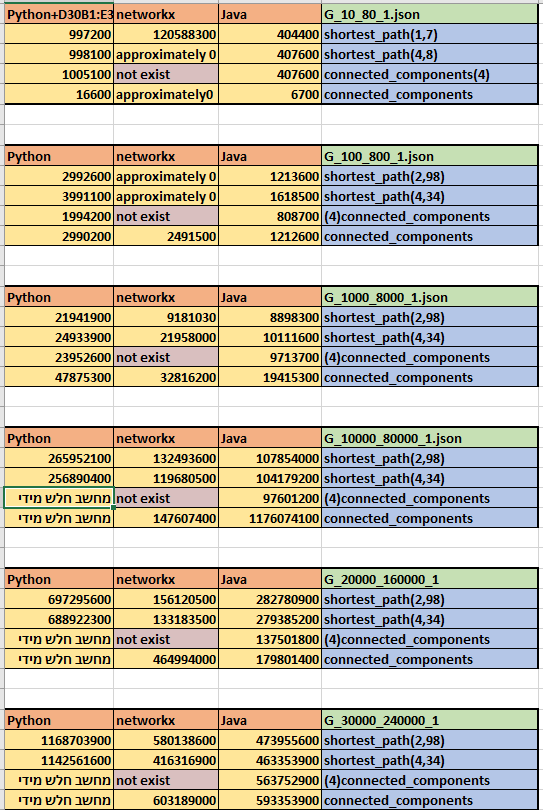 Python+D30B1:E3 networkx Java G_10_80_1.json
997200 120588300 404400 shortest_path(1,7)
998100 approximately 0 407600 shortest_path(4,8)
1005100 not exist 407600 connected_components(4)
16600 approximately0 6700 connected_components
Python networkx Java G_100_800_1.json
2992600 approximately 0 1213600 shortest_path(2,98)
3991100 approximately 0 1618500 shortest_path(4,34)
1994200 not exist 808700 (4)connected_components
2990200 2491500 1212600 connected_components
Python networkx Java G_1000_8000_1.json
21941900 9181030 8898300 shortest_path(2,98)
24933900 21958000 10111600 shortest_path(4,34)
23952600 not exist 9713700 (4)connected_components
47875300 32816200 19415300 connected_components
Python networkx Java G_10000_80000_1.json
265952100 132493600 107854000 shortest_path(2,98)
256890400 119680500 104179200 shortest_path(4,34)
מחשב חלש מידי not exist 97601200 (4)connected_components
מחשב חלש מידי 147607400 1176074100 connected_components
Python networkx Java G_20000_160000_1
697295600 156120500 282780900 shortest_path(2,98)
688922300 133183500 279385200 shortest_path(4,34)
מחשב חלש מידי not exist 137501800 (4)connected_components
מחשב חלש מידי 464994000 179801400 connected_components
Python networkx Java G_30000_240000_1
1168703900 580138600 473955600 shortest_path(2,98)
1142561600 416316900 463353900 shortest_path(4,34)
מחשב חלש מידי not exist 563752900 (4)connected_components
מחשב חלש מידי 603189000 593353900 connected_components